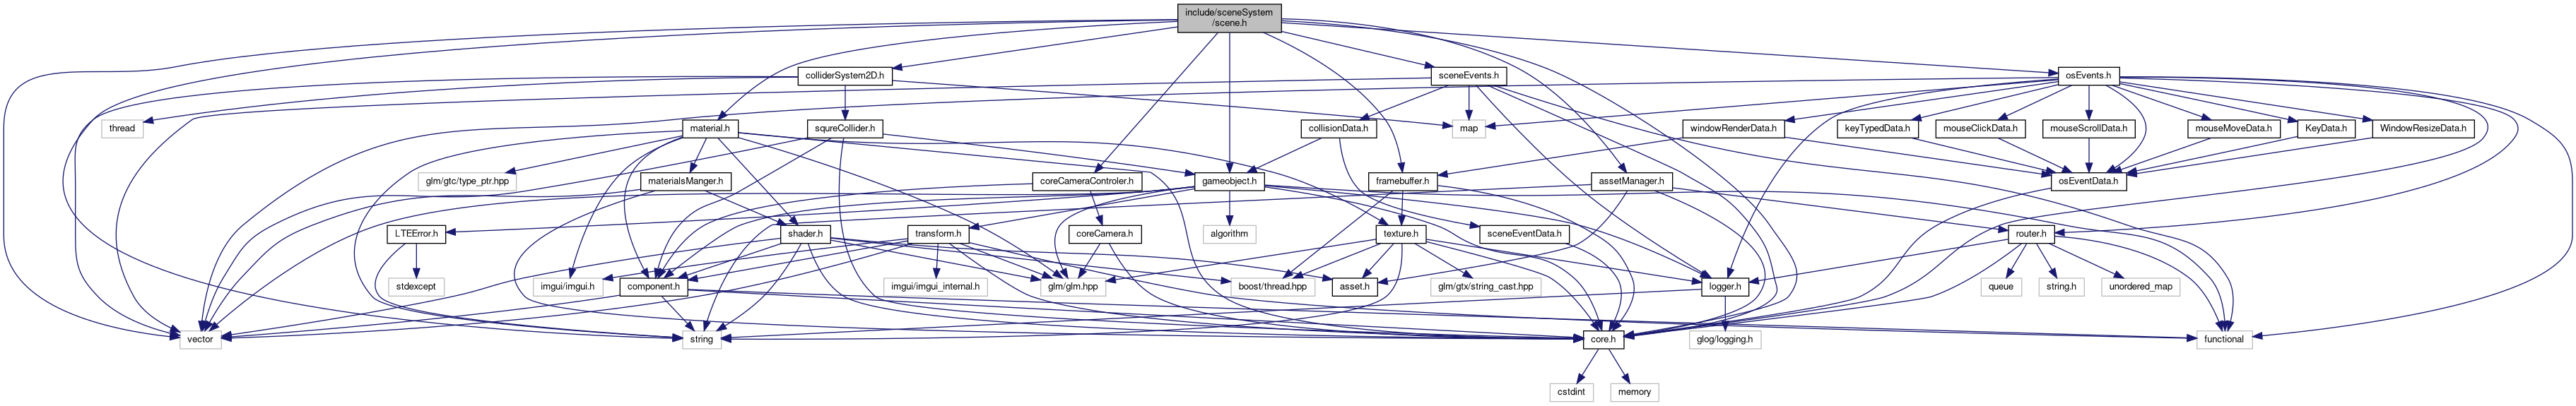 include/sceneSystem
/scene.h
colliderSystem2D.h
sceneEvents.h
osEvents.h
thread
material.h
squreCollider.h
collisionData.h
map
windowRenderData.h
keyTypedData.h
mouseClickData.h
mouseScrollData.h
mouseMoveData.h
KeyData.h
WindowResizeData.h
glm/gtc/type_ptr.hpp
materialsManger.h
coreCameraControler.h
gameobject.h
framebuffer.h
assetManager.h
osEventData.h
LTEError.h
shader.h
transform.h
coreCamera.h
algorithm
texture.h
sceneEventData.h
router.h
stdexcept
imgui/imgui.h
component.h
imgui/imgui_internal.h
glm/glm.hpp
boost/thread.hpp
asset.h
glm/gtx/string_cast.hpp
logger.h
queue
string.h
unordered_map
vector
string
core.h
glog/logging.h
functional
cstdint
memory